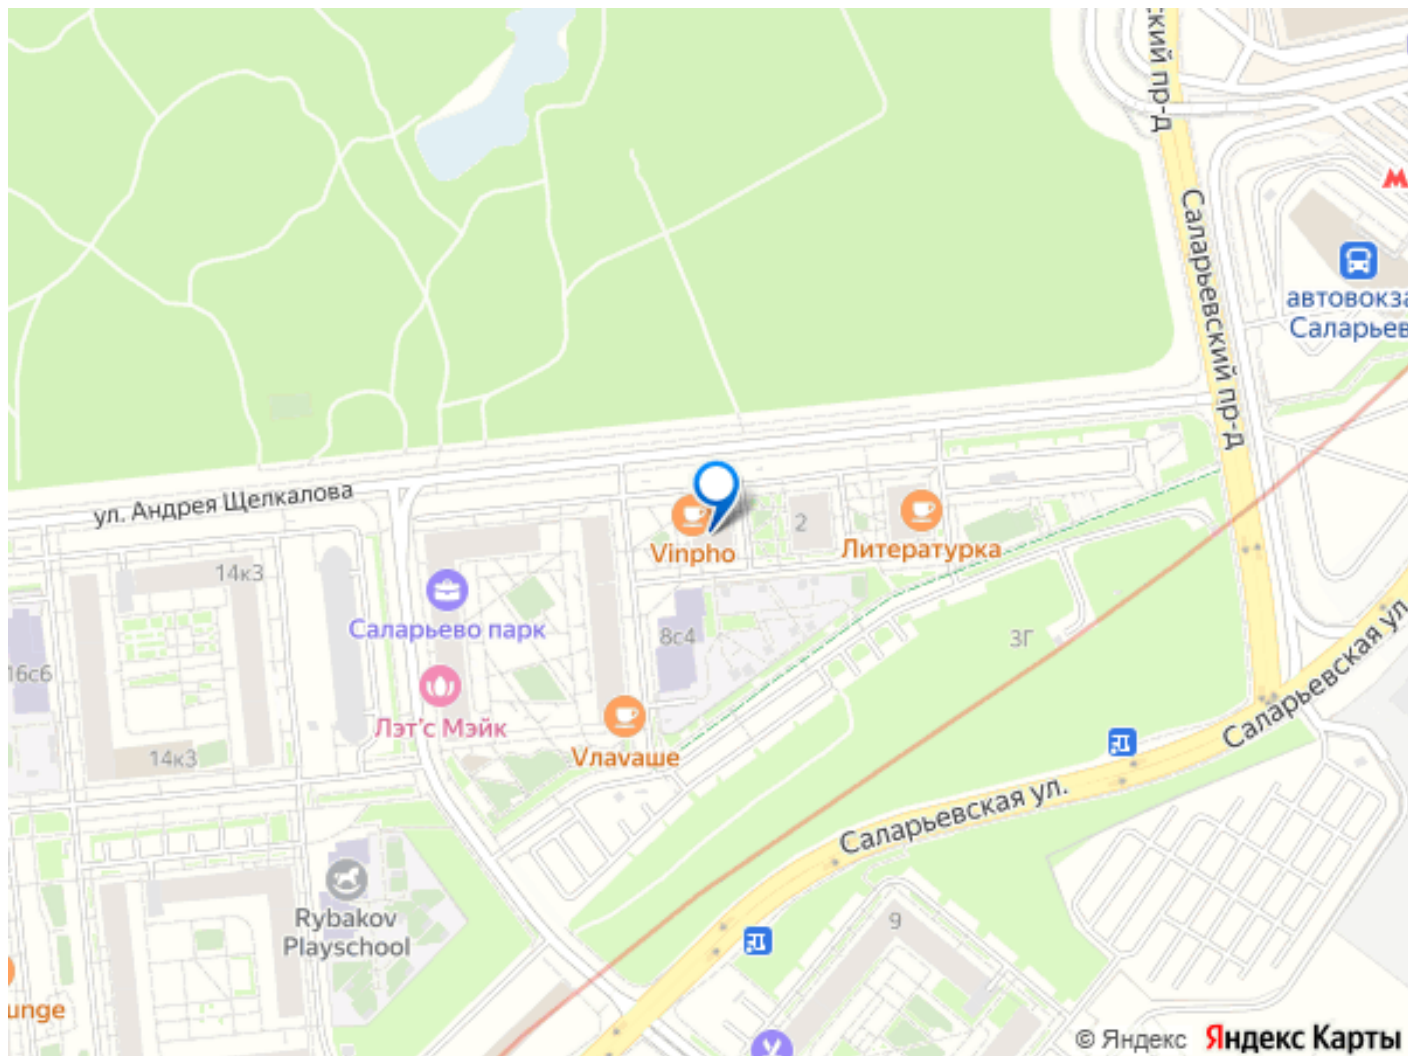 ский пр-д
Саларьевский пр-д
автовокза
Саларьев
ул. Андрея Щелкалова
Vinpho
2
Литературка
14к3
Саларьево парк
8с4
3Г
16с6
Лэт'с Мэйк
Vлаvаше
14к3
Саларьевская ул.
Саларьевская ул.
Rybakov
Playschool
9
unge
© Яндекс Яндекс Карты